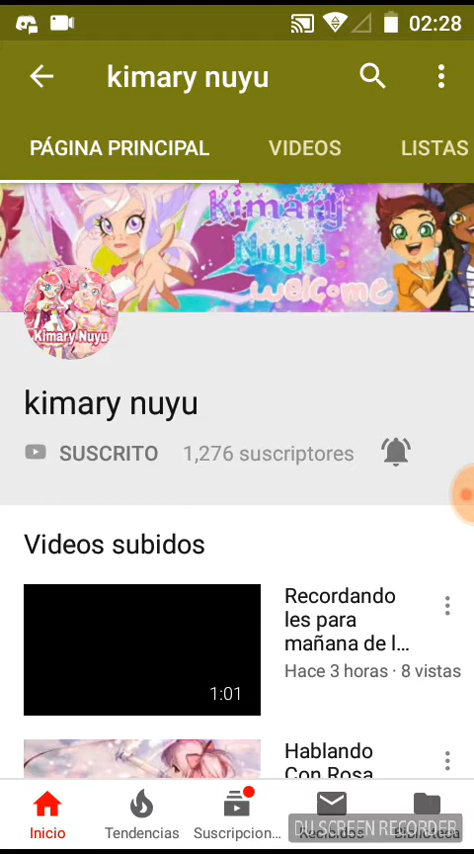 02:28
kimary nuyu
PÁGINA PRINCIPAL VIDEOS LISTAS
Kimary
Nuyu
welcome
Kimary Nuyu
kimary nuyu
SUSCRITO 1,276 suscriptores
Videos subidos
Recordando
les para
mañana de l...
Hace 3 horas · 8 vistas
1:01
Hablando
Con Rosa
Inicio Tendencias Suscripcion... Recibidos Biblioteca
DU SCREEN RECORDER